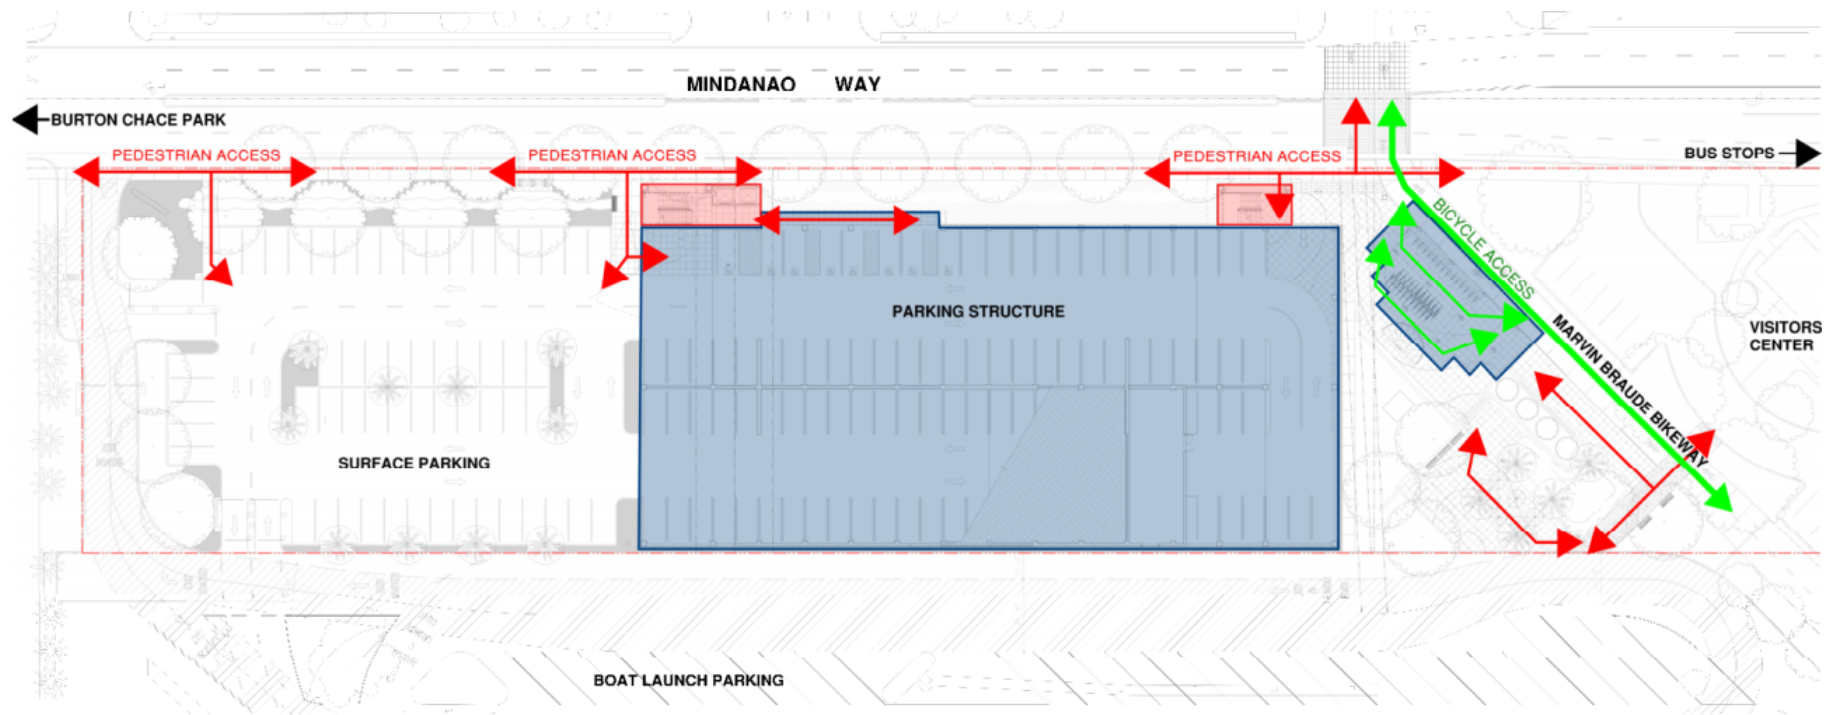 MINDANAO WAY
BURTON CHACE PARK
PEDESTRIAN ACCESS
PEDESTRIAN ACCESS
PEDESTRIAN ACCESS
BUS STOPS
BICYCLE ACCESS
PARKING STRUCTURE
MARVIN BRAUDE BIKEWAY
VISITORS
CENTER
SURFACE PARKING
BOAT LAUNCH PARKING